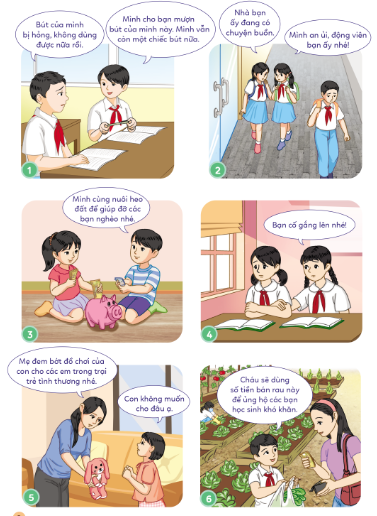 Bút của mình
bị hỏng, không dùng
được nữa rồi.
Mình cho bạn mượn
bút của mình này. Mình vẫn
còn một chiếc bút nữa.
1
Nhà bạn
ấy đang có
chuyện buồn.
Mình an ủi, động viên
bạn ấy nhé!
2
Mình cùng nuôi heo
đất để giúp đỡ các
bạn nghèo nhé.
3
Bạn cố gắng lên nhé!
4
Mẹ đem bớt đồ chơi của
con cho các em trong trại
trẻ tình thương nhé.
Con không muốn
cho đâu ạ.
5
Cháu sẽ dùng
số tiền bán rau này
để ủng hộ các bạn
học sinh khó khăn.
6